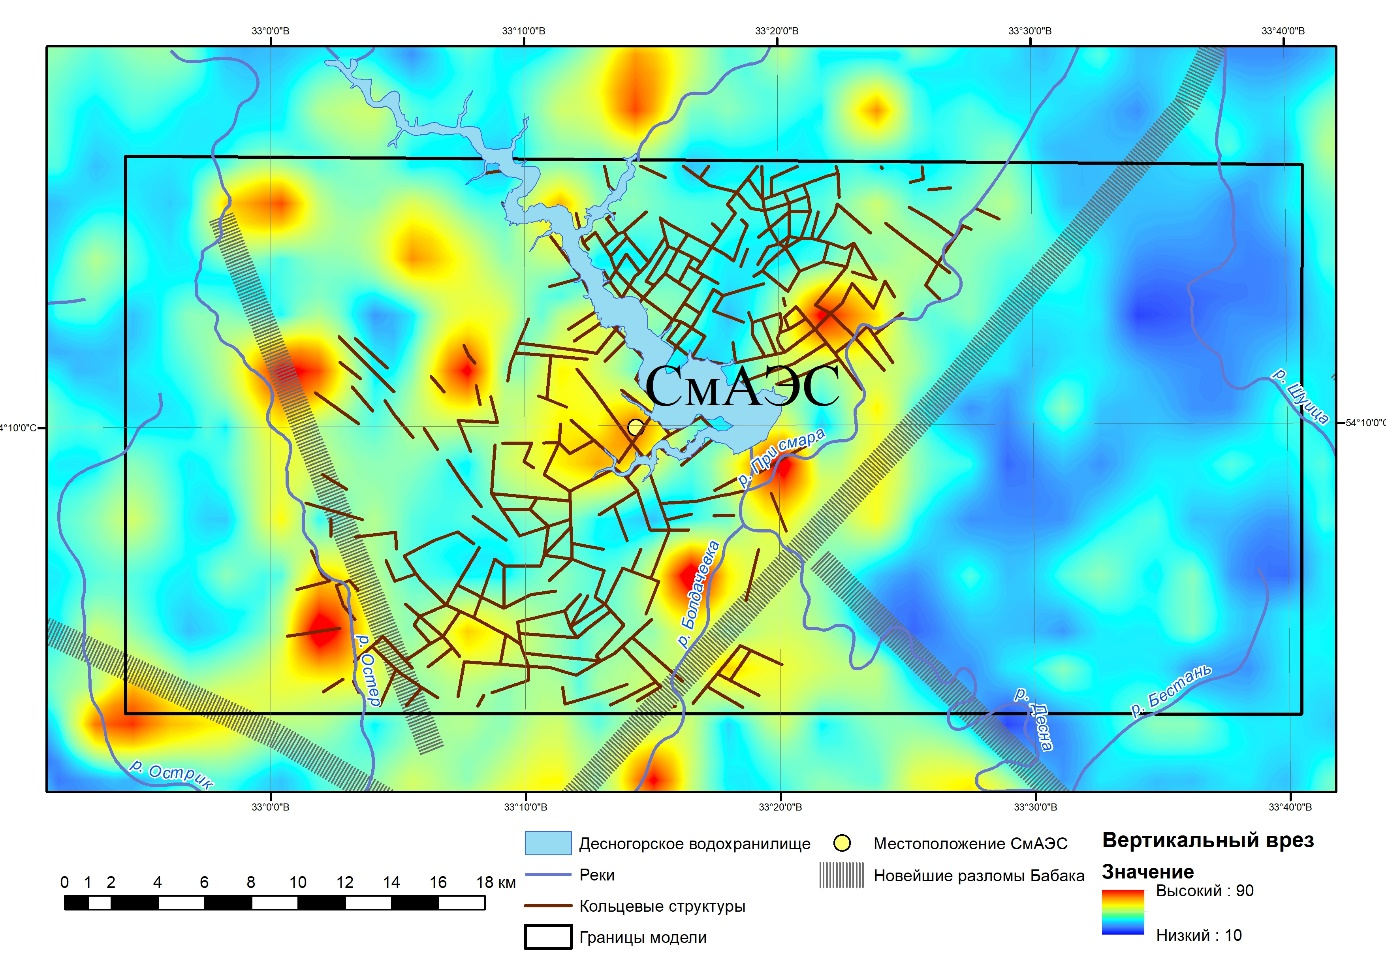 33°0'0"В 33°10'0"В 33°20'0"В 33°30'0"В 33°40'0"В
СмАЭС
р. Шуица
4°10'0"С 54°10'0"С
р. Присмара
р. Болдачевка
р. Остер
р. Бестань
р. Десна
р. Острик
33°0'0"В 33°10'0"В 33°20'0"В 33°30'0"В 33°40'0"В
0 1 2 4 6 8 10 12 14 16 18 км
Десногорское водохранилище
Реки
Кольцевые структуры
Границы модели
Местоположение СмАЭС
Новейшие разломы Бабака
Вертикальный врез
Значение
Высокий : 90
Низкий : 10